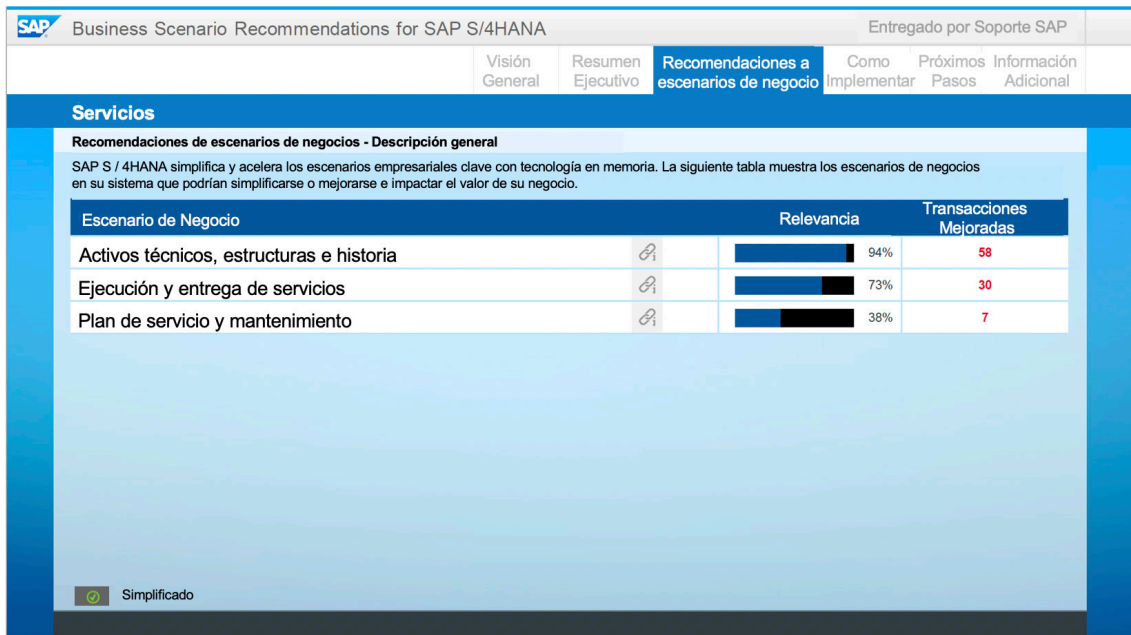 SAP Business Scenario Recommendations for SAP S/4HANA
Entregado por Soporte SAP
Visión General
Resumen Ejecutivo
Recomendaciones a escenarios de negocio
Como Implementar
Próximos Pasos
Información Adicional
Servicios
Recomendaciones de escenarios de negocios - Descripción general
SAP S / 4HANA simplifica y acelera los escenarios empresariales clave con tecnología en memoria. La siguiente tabla muestra los escenarios de negocios
en su sistema que podrían simplificarse o mejorarse e impactar el valor de su negocio.
Escenario de Negocio Relevancia Transacciones Mejoradas
Activos técnicos, estructuras e historia 94% 58
Ejecución y entrega de servicios 73% 30
Plan de servicio y mantenimiento 38% 7
Simplificado